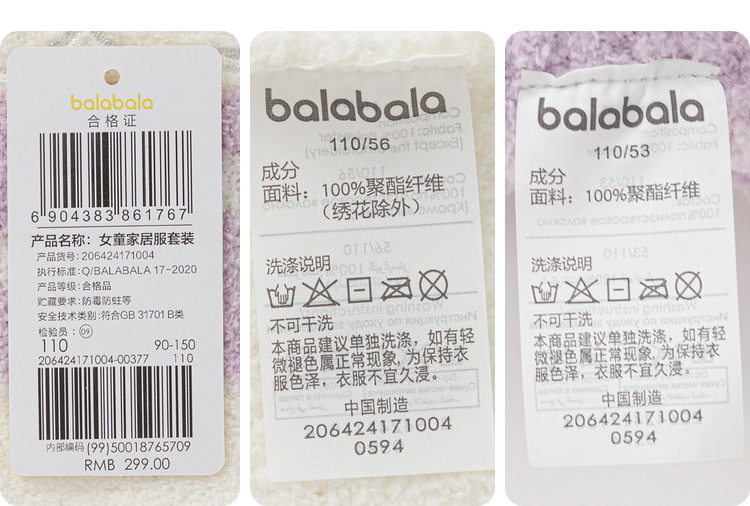 balabala
合格证
6 904383 861767
产品名称：女童家居服套装
产品货号：206424171004
执行标准：Q/BALABALA 17-2020
产品等级：合格品
贮藏要求：防霉防蛀等
安全技术类别：符合GB 31701 B类
检验员：09
110 90-150
206424171004-00377 110
内部编码 (99)50018765709
RMB 299.00
balabala
110/56
成分
面料：100%聚酯纤维
（绣花除外）
洗涤说明
不可干洗
本商品建议单独洗涤，如有轻
微褪色属正常现象，为保持衣
服色泽，衣服不宜久浸。
中国制造
206424171004
0594
balabala
110/53
成分
面料：100%聚酯纤维
洗涤说明
不可干洗
本商品建议单独洗涤，如有轻
微褪色属正常现象，为保持衣
服色泽，衣服不宜久浸。
中国制造
206424171004
0594